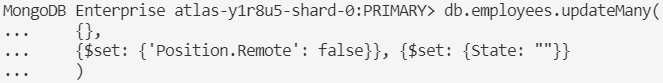 MongoDB Enterprise atlas-y1r8u5-shard-0:PRIMARY> db.employees.updateMany(
... {},
... {$set: {'Position.Remote': false}}, {$set: {State: ""}}
... )